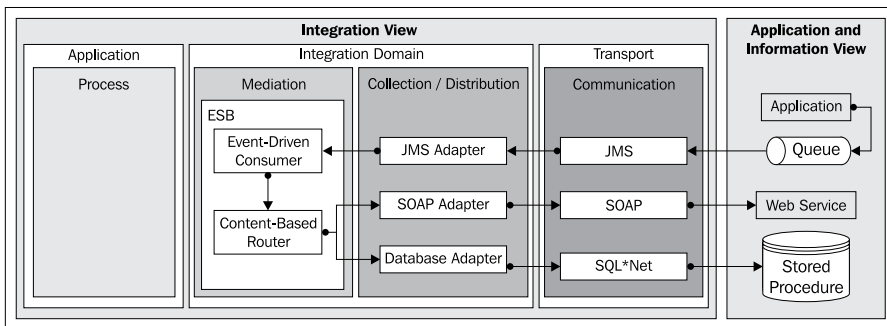 Integration View
Application and
Information View
Application
Integration Domain
Transport
Process
Mediation
Collection / Distribution
Communication
ESB
Event-Driven
Consumer
JMS Adapter
JMS
Application
Queue
Content-Based
Router
SOAP Adapter
SOAP
Web Service
Database Adapter
SQL*Net
Stored
Procedure